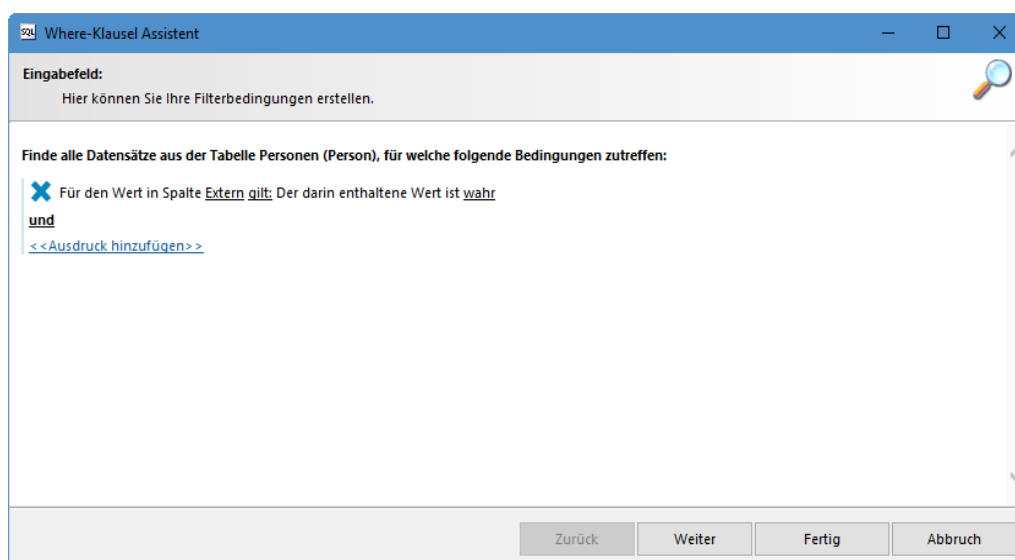 SQL Where-Klausel Assistent
Eingabefeld:
Hier können Sie Ihre Filterbedingungen erstellen.
Finde alle Datensätze aus der Tabelle Personen (Person), für welche folgende Bedingungen zutreffen:
Für den Wert in Spalte Extern gilt: Der darin enthaltene Wert ist wahr
und
<<Ausdruck hinzufügen>>
Zurück Weiter Fertig Abbruch